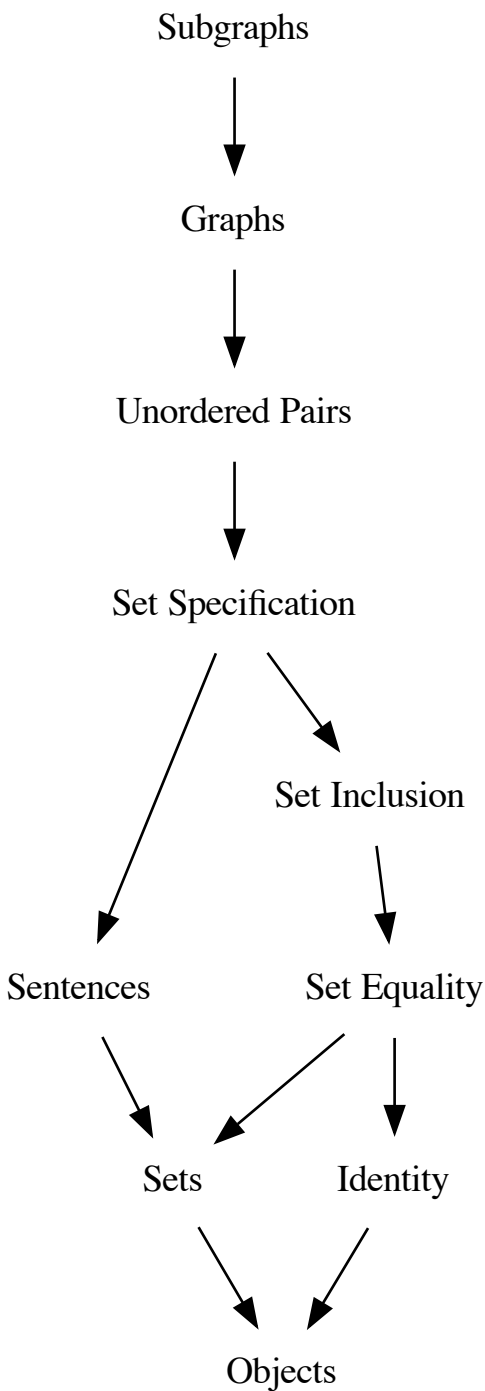 Subgraphs
Graphs
Unordered Pairs
Set Specification
Set Inclusion
Sentences
Set Equality
Sets
Identity
Objects